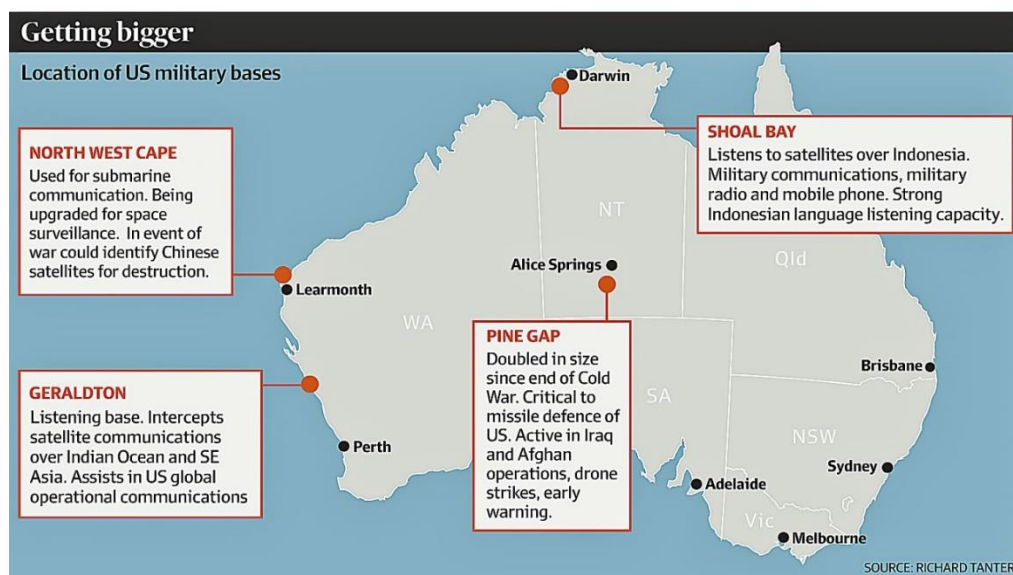 Getting bigger
Location of US military bases
Darwin
NORTH WEST CAPE
Used for submarine
communication. Being
upgraded for space
surveillance. In event of
war could identify Chinese
satellites for destruction.
SHOAL BAY
Listens to satellites over Indonesia.
Military communications, military
radio and mobile phone. Strong
Indonesian language listening capacity.
NT
Qld
Alice Springs
Learmonth
WA
PINE GAP
Doubled in size
since end of Cold
War. Critical to
missile defence of
US. Active in Iraq
and Afghan
operations, drone
strikes, early
warning.
GERALDTON
Listening base. Intercepts
satellite communications
over Indian Ocean and SE
Asia. Assists in US global
operational communications
Brisbane
SA
NSW
Perth
Sydney
Adelaide
Vic
Melbourne
SOURCE: RICHARD TANTER